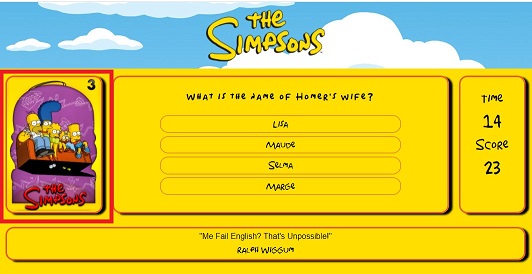 THE
SIMPSONS
3
THE
SIMPSONS
WHAT IS THE NAME OF HOMER'S WIFE?
LISA
MAUDE
SELMA
MARGE
TIME
14
SCORE
23
"Me Fail English? That's Unpossible!"
RALPH WIGGUM